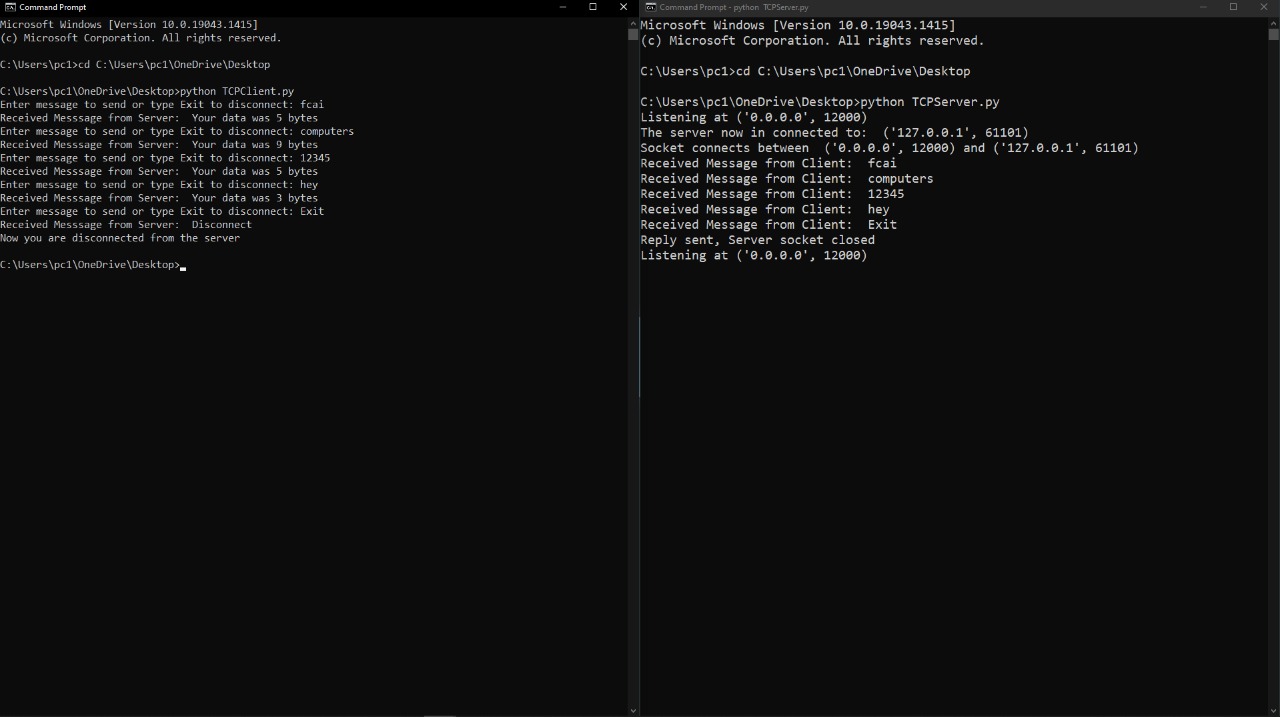 Command Prompt
Microsoft Windows [Version 10.0.19043.1415]
(c) Microsoft Corporation. All rights reserved.
C:\Users\pc1>cd C:\Users\pc1\OneDrive\Desktop
C:\Users\pc1\OneDrive\Desktop>python TCPClient.py
Enter message to send or type Exit to disconnect: fcai
Received Messsage from Server:  Your data was 5 bytes
Enter message to send or type Exit to disconnect: computers
Received Messsage from Server:  Your data was 9 bytes
Enter message to send or type Exit to disconnect: 12345
Received Messsage from Server:  Your data was 5 bytes
Enter message to send or type Exit to disconnect: hey
Received Messsage from Server:  Your data was 3 bytes
Enter message to send or type Exit to disconnect: Exit
Received Messsage from Server:  Disconnect
Now you are disconnected from the server
C:\Users\pc1\OneDrive\Desktop>
Command Prompt - python  TCPServer.py
Microsoft Windows [Version 10.0.19043.1415]
(c) Microsoft Corporation. All rights reserved.
C:\Users\pc1>cd C:\Users\pc1\OneDrive\Desktop
C:\Users\pc1\OneDrive\Desktop>python TCPServer.py
Listening at ('0.0.0.0', 12000)
The server now in connected to:  ('127.0.0.1', 61101)
Socket connects between  ('0.0.0.0', 12000) and ('127.0.0.1', 61101)
Received Message from Client:  fcai
Received Message from Client:  computers
Received Message from Client:  12345
Received Message from Client:  hey
Received Message from Client:  Exit
Reply sent, Server socket closed
Listening at ('0.0.0.0', 12000)